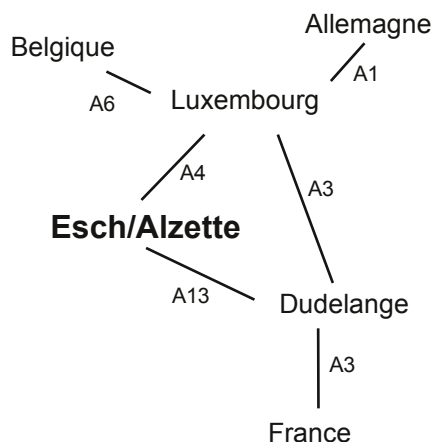 Allemagne
Belgique
A1
A6
Luxembourg
A4
A3
Esch/Alzette
A13
Dudelange
A3
France